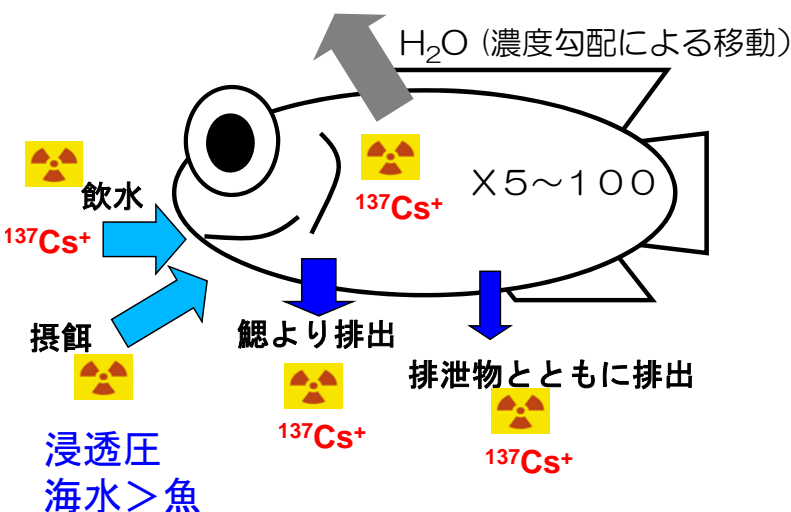 H₂O（濃度勾配による移動）
飲水
¹³⁷Cs⁺
¹³⁷Cs⁺
Ｘ５～１００
摂餌
鰓より排出
¹³⁷Cs⁺
排泄物とともに排出
¹³⁷Cs⁺
浸透圧
海水＞魚